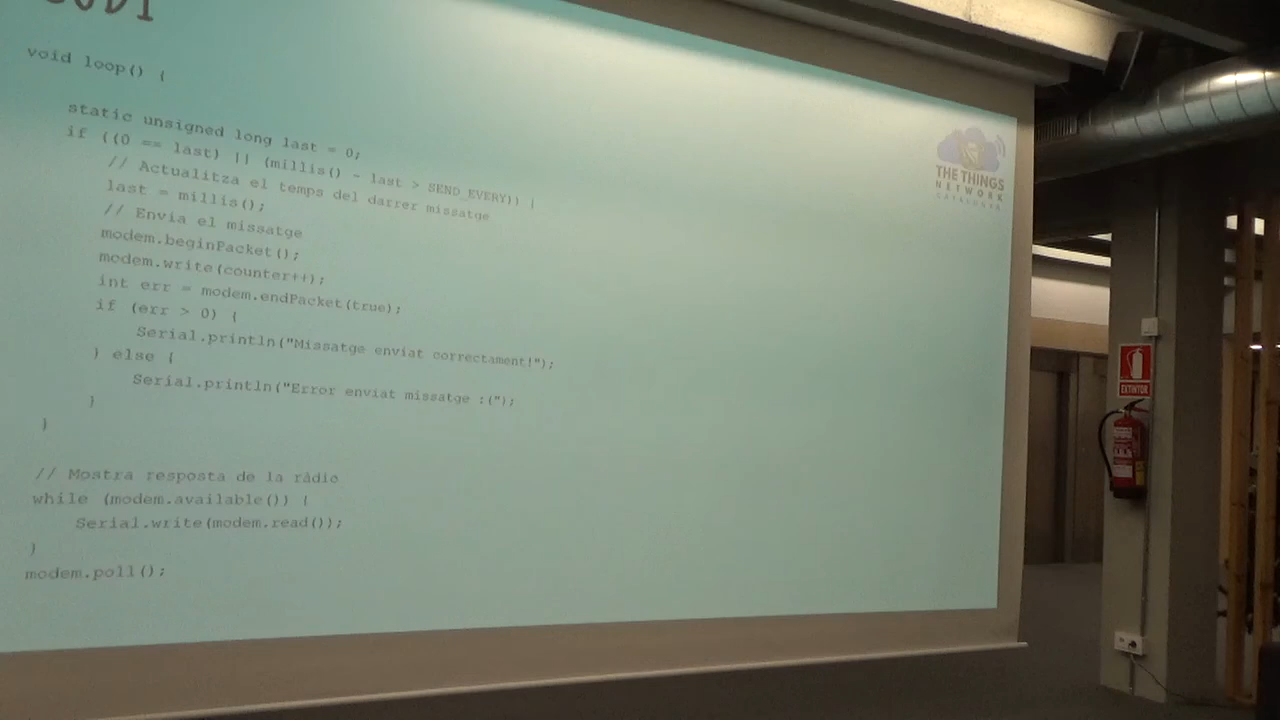 CODI
void loop() {
static unsigned long last = 0;
if ((0 == last) || (millis() - last > SEND_EVERY)) {
// Actualitza el temps del darrer missatge
last = millis();
// Envia el missatge
modem.beginPacket();
modem.write(counter++);
int err = modem.endPacket(true);
if (err > 0) {
Serial.println("Missatge enviat correctament!");
} else {
Serial.println("Error enviat missatge :(");
}
}
// Mostra resposta de la ràdio
while (modem.available()) {
Serial.write(modem.read());
}
modem.poll();
THE THINGS
NETWORK
CATALUNYA
EXTINTOR